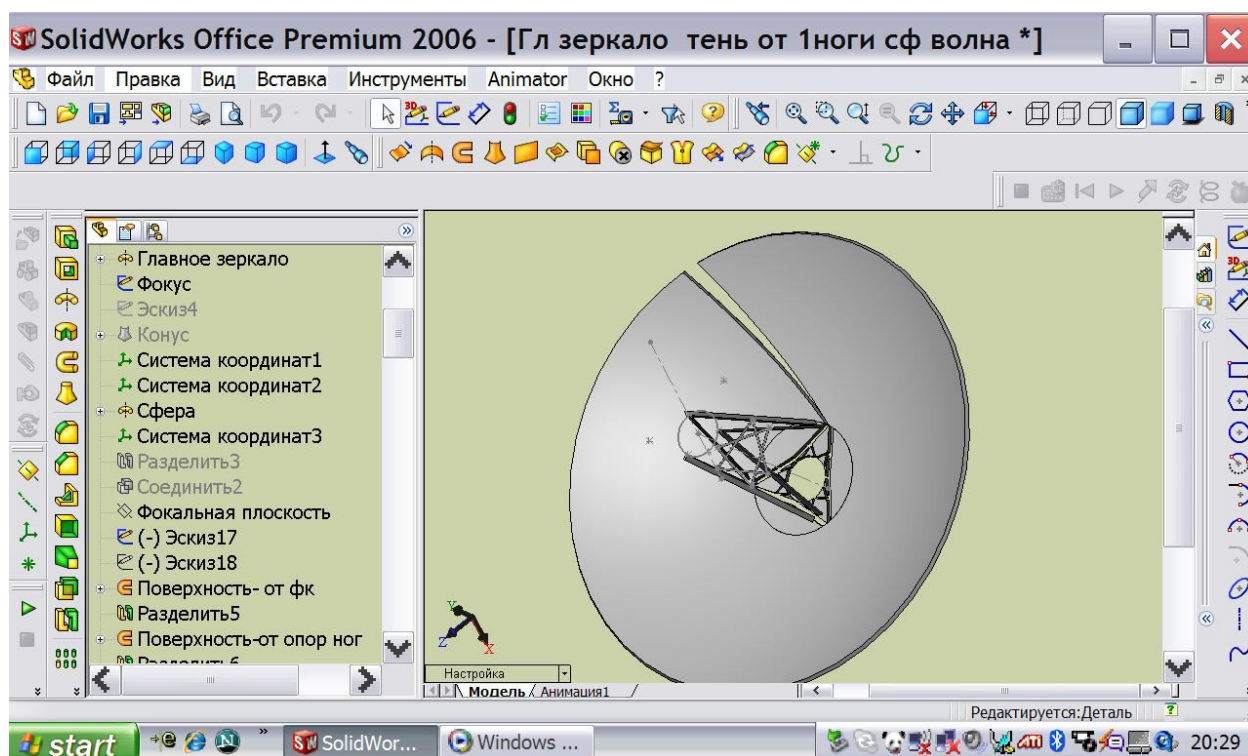 SolidWorks Office Premium 2006 - [Гл зеркало тень от 1ноги сф волна *]
Файл Правка Вид Вставка Инструменты Animator Окно ?
Главное зеркало
Фокус
Эскиз4
Конус
Система координат1
Система координат2
Сфера
Система координат3
Разделить3
Соединить2
Фокальная плоскость
(-) Эскиз17
(-) Эскиз18
Поверхность- от фк
Разделить5
Поверхность-от опор ног
Разделить6
Y
Z
X
Настройка
Модель Анимация1
Редактируется:Деталь
start
SolidWor...
Windows ...
20:29